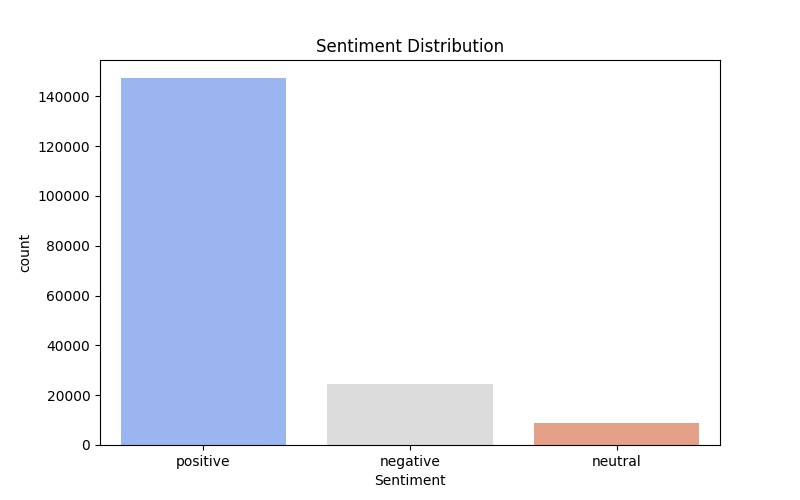 Sentiment Distribution
140000
120000
100000
80000
60000
40000
20000
0
count
positive negative neutral
Sentiment